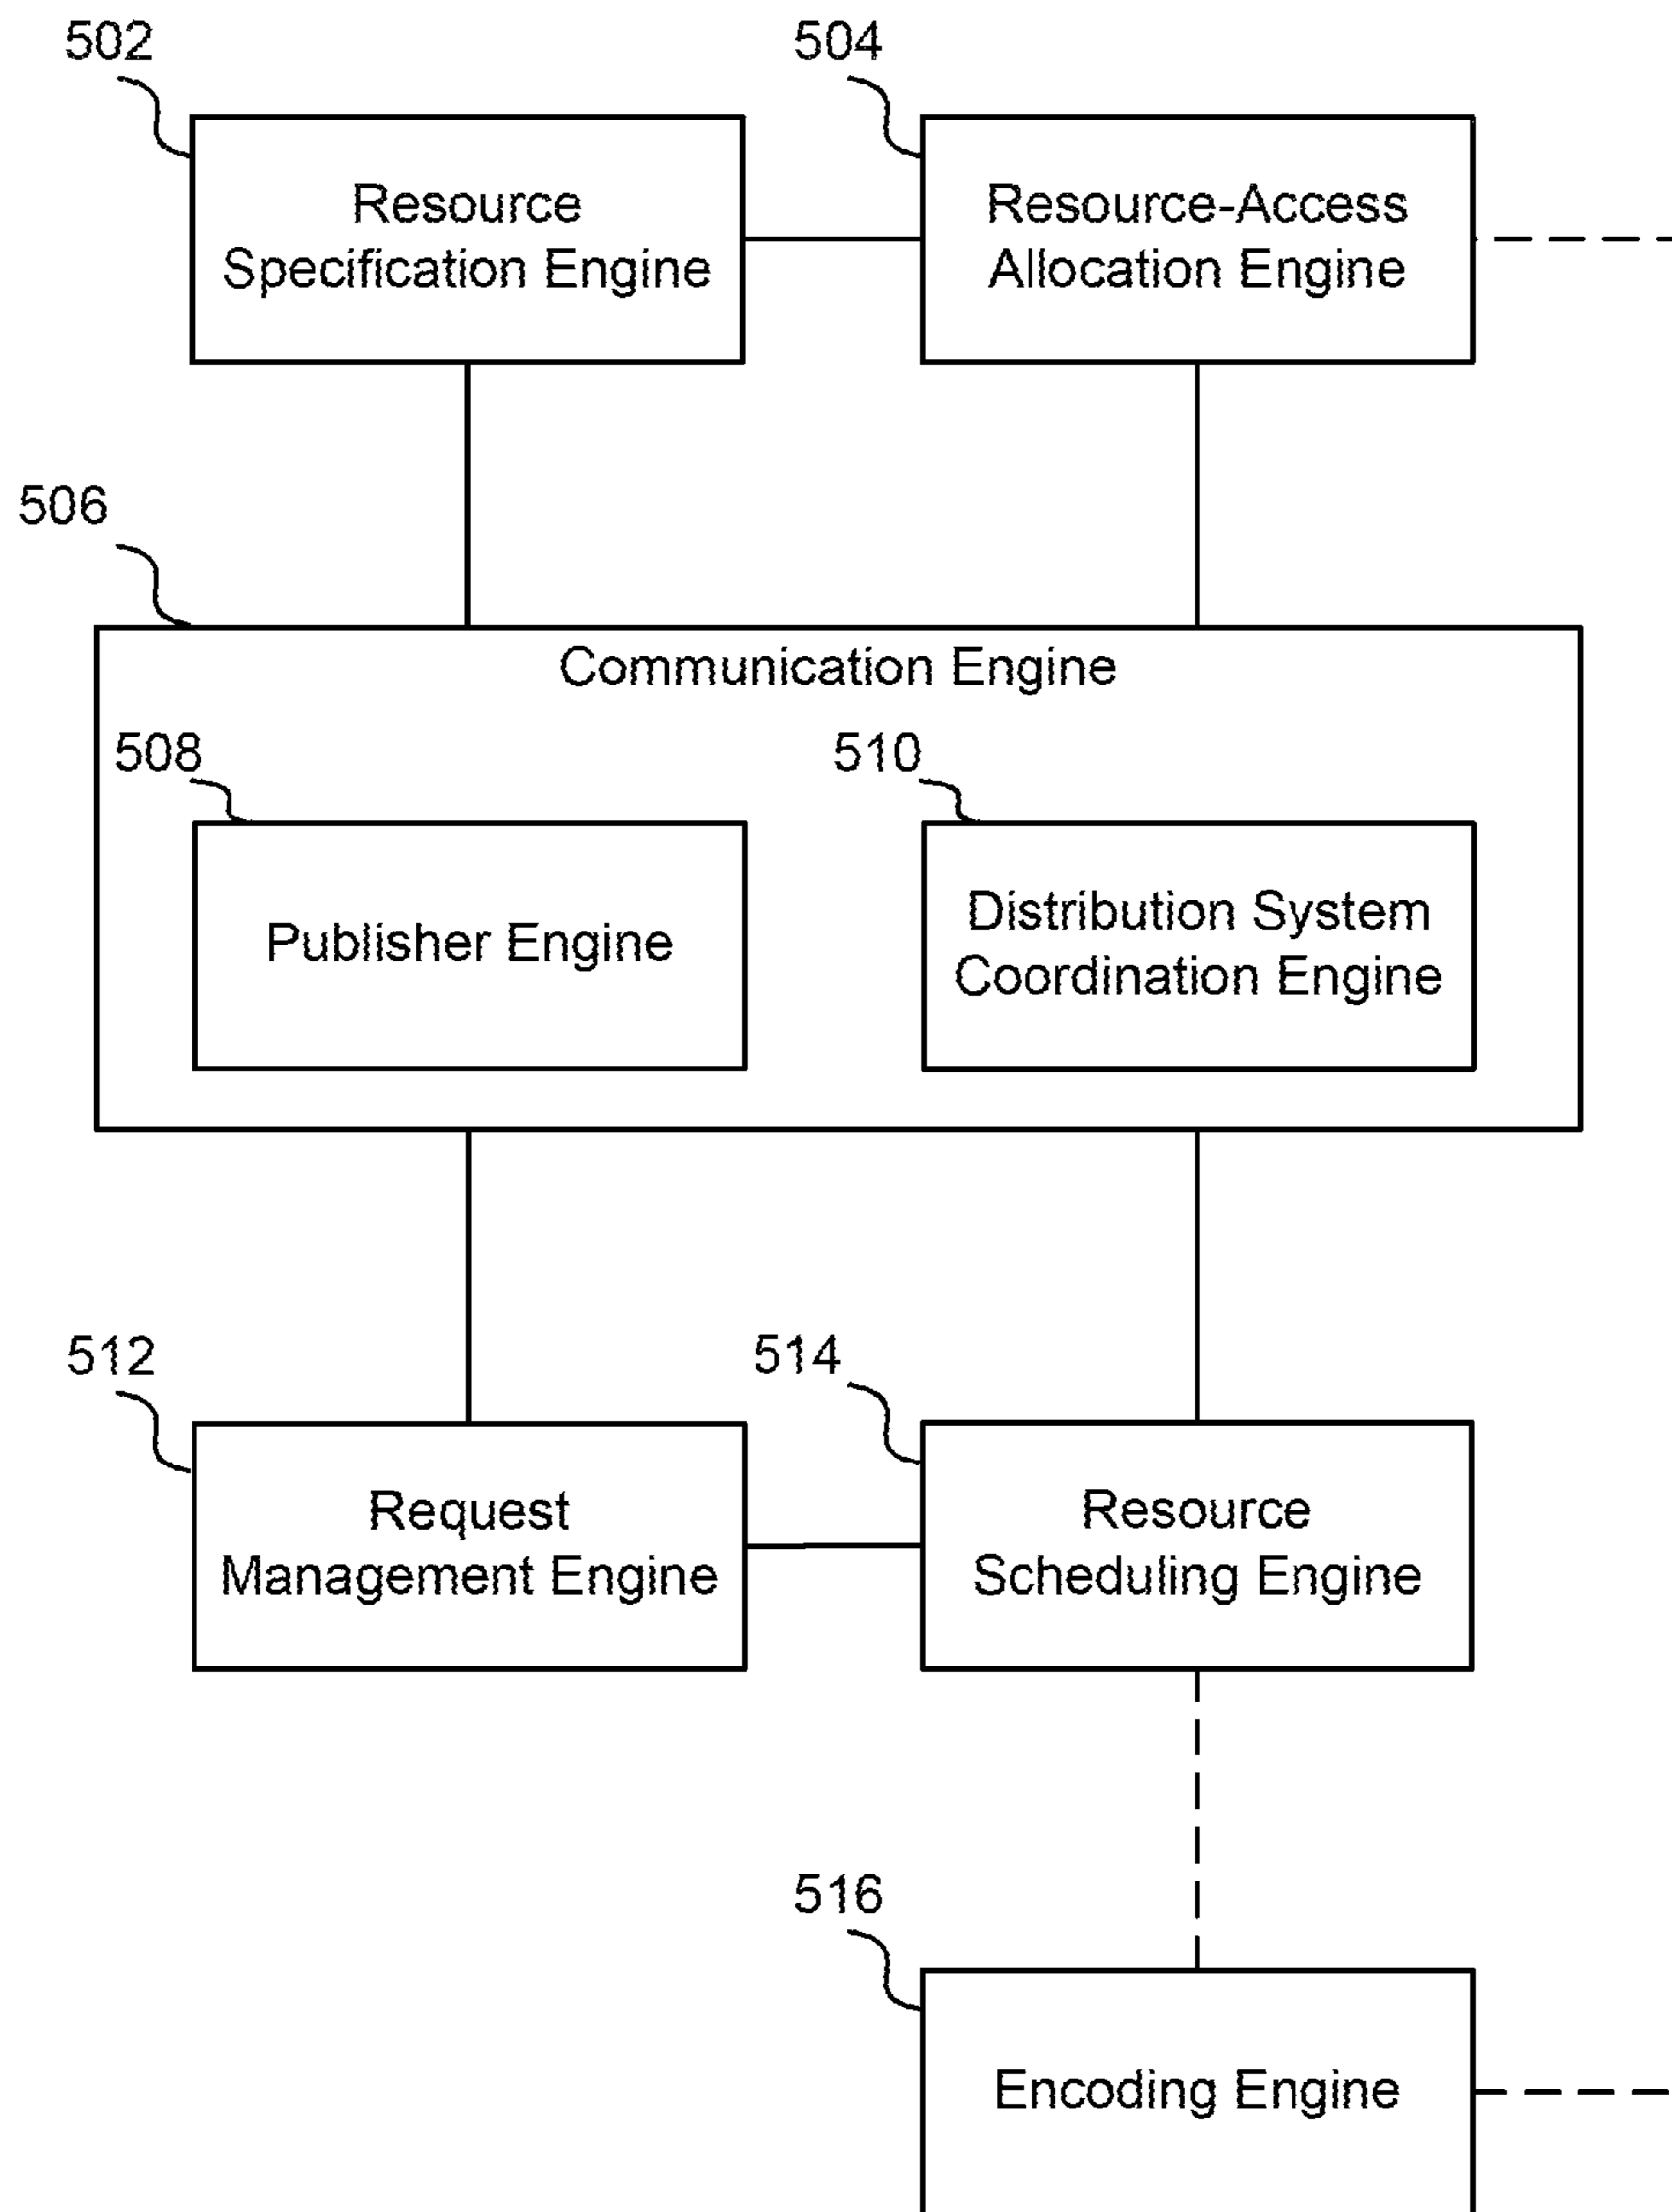 502
504
Resource
Specification Engine
Resource-Access
Allocation Engine
506
Communication Engine
508
510
Publisher Engine
Distribution System
Coordination Engine
512
514
Request
Management Engine
Resource
Scheduling Engine
516
Encoding Engine